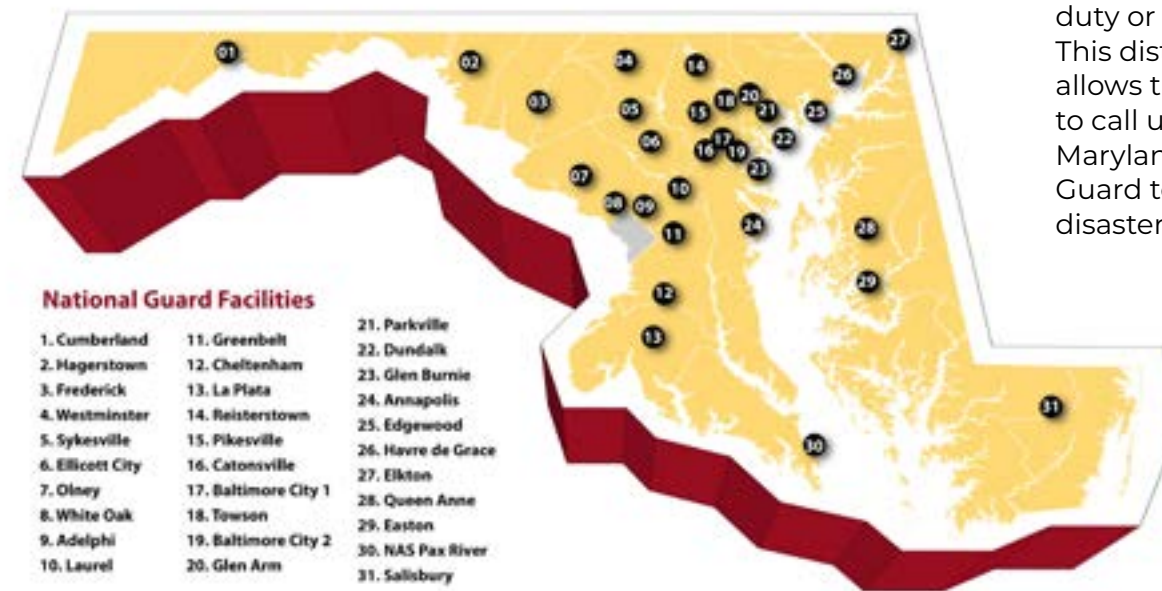 duty or
This dist
allows t
to call u
Marylan
Guard t
disaster
01
02
03
04
05
06
07
08
09
10
11
12
13
14
15
16
17
18
19
20
21
22
23
24
25
26
27
28
29
30
31
National Guard Facilities
1. Cumberland
2. Hagerstown
3. Frederick
4. Westminster
5. Sykesville
6. Ellicott City
7. Olney
8. White Oak
9. Adelphi
10. Laurel
11. Greenbelt
12. Cheltenham
13. La Plata
14. Reisterstown
15. Pikesville
16. Catonsville
17. Baltimore City 1
18. Towson
19. Baltimore City 2
20. Glen Arm
21. Parkville
22. Dundalk
23. Glen Burnie
24. Annapolis
25. Edgewood
26. Havre de Grace
27. Elkton
28. Queen Anne
29. Easton
30. NAS Pax River
31. Salisbury